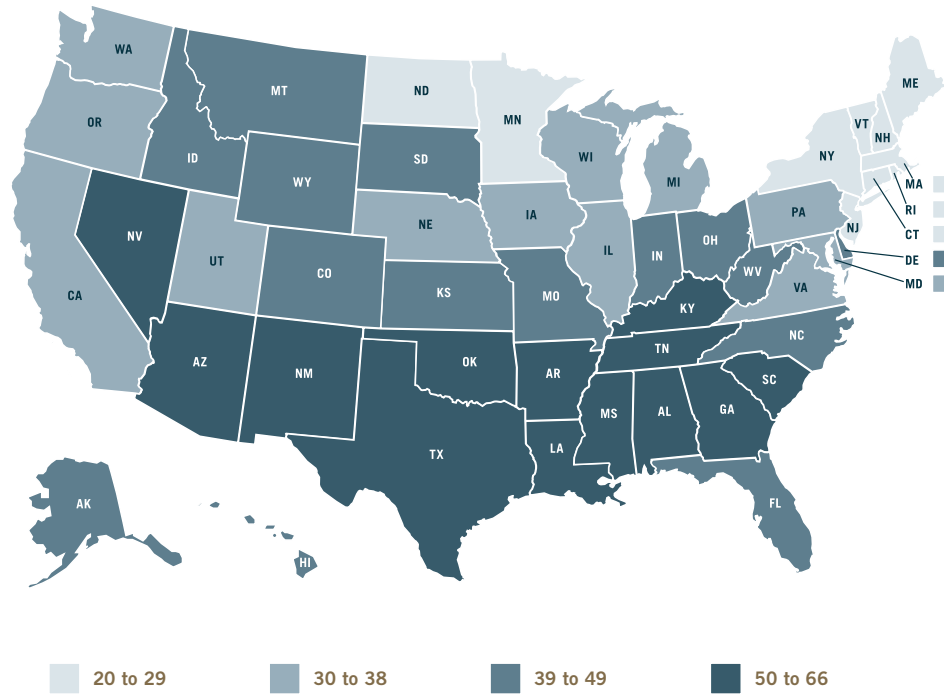 WA
MT
ND
MN
ME
VT
NH
OR
ID
SD
WI
NY
WY
MI
MA
RI
NE
IA
PA
NJ
CT
NV
UT
CO
IL
IN
OH
DE
CA
KS
MO
WV
VA
MD
KY
NC
AZ
NM
OK
AR
TN
SC
MS
AL
GA
TX
LA
AK
FL
HI
20 to 29
30 to 38
39 to 49
50 to 66